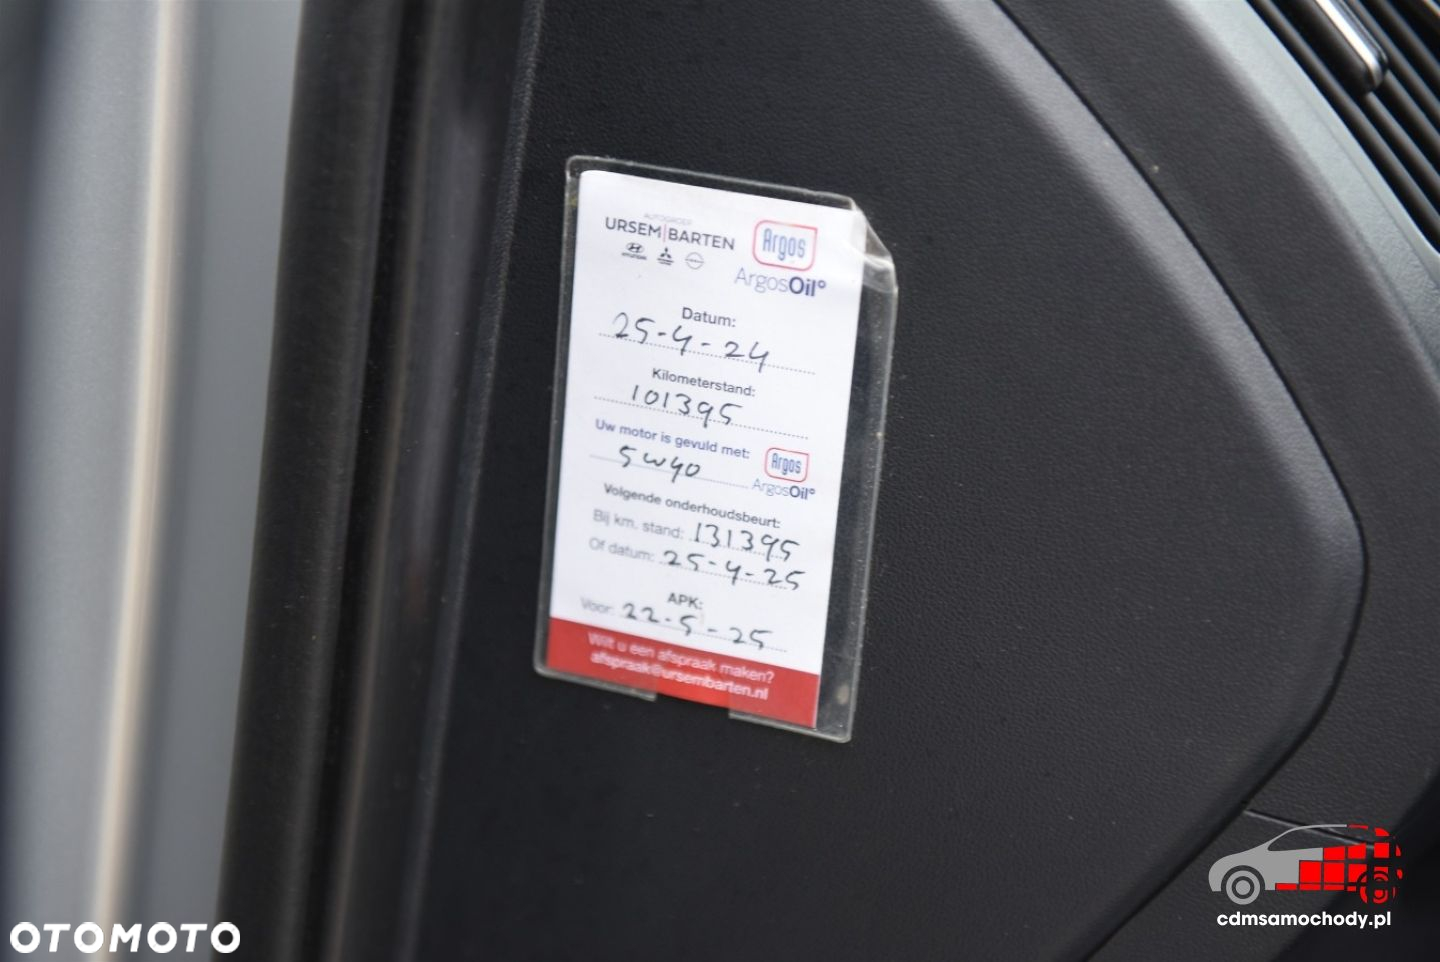 AUTOGROEP
URSEM|BARTEN
HYUNDAI
Argos
ArgosOil°
Datum:
25-4-24
Kilometerstand:
101395
Uw motor is gevuld met:
5W40
Argos
ArgosOil°
Volgende onderhoudsbeurt:
Bij km. stand: 131395
Of datum: 25-4-25
APK:
Voor: 22-5-25
Wilt u een afspraak maken?
afspraak@ursembarten.nl
OTOMOTO
cdmsamochody.pl